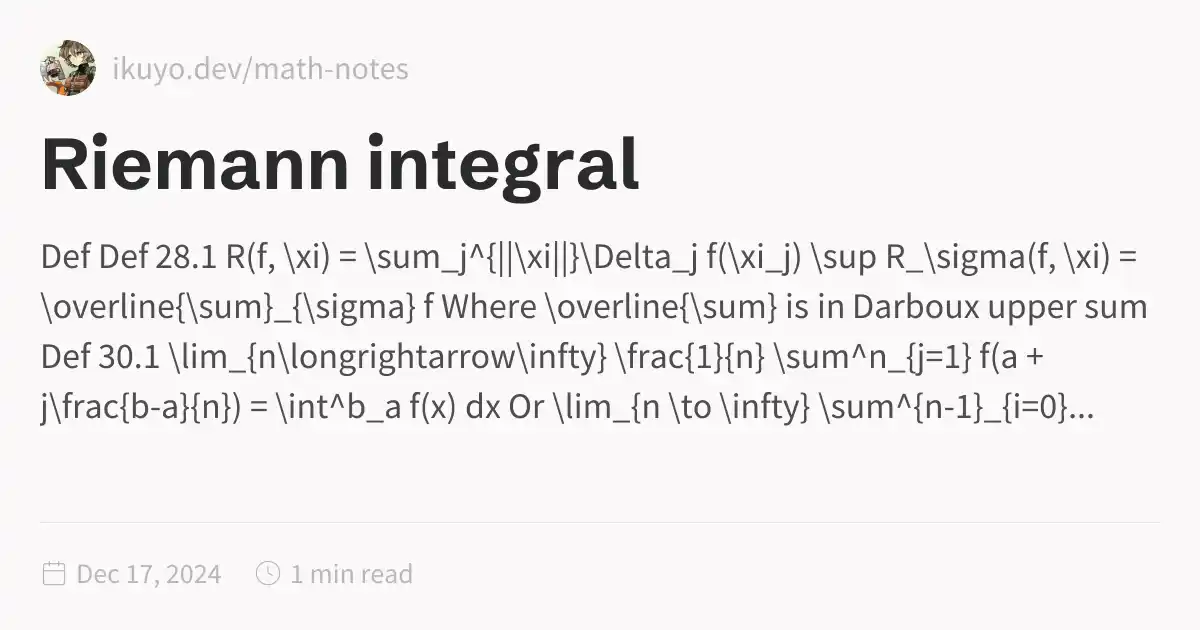 ikuyo.dev/math-notes
Riemann integral
Def Def 28.1 R(f, \xi) = \sum_j^{||\xi||}\Delta_j f(\xi_j) \sup R_\sigma(f, \xi) =
\overline{\sum}_{\sigma} f Where \overline{\sum} is in Darboux upper sum
Def 30.1 \lim_{n\longrightarrow\infty} \frac{1}{n} \sum^n_{j=1} f(a +
j\frac{b-a}{n}) = \int^b_a f(x) dx Or \lim_{n \to \infty} \sum^{n-1}_{i=0}...
Dec 17, 2024 1 min read